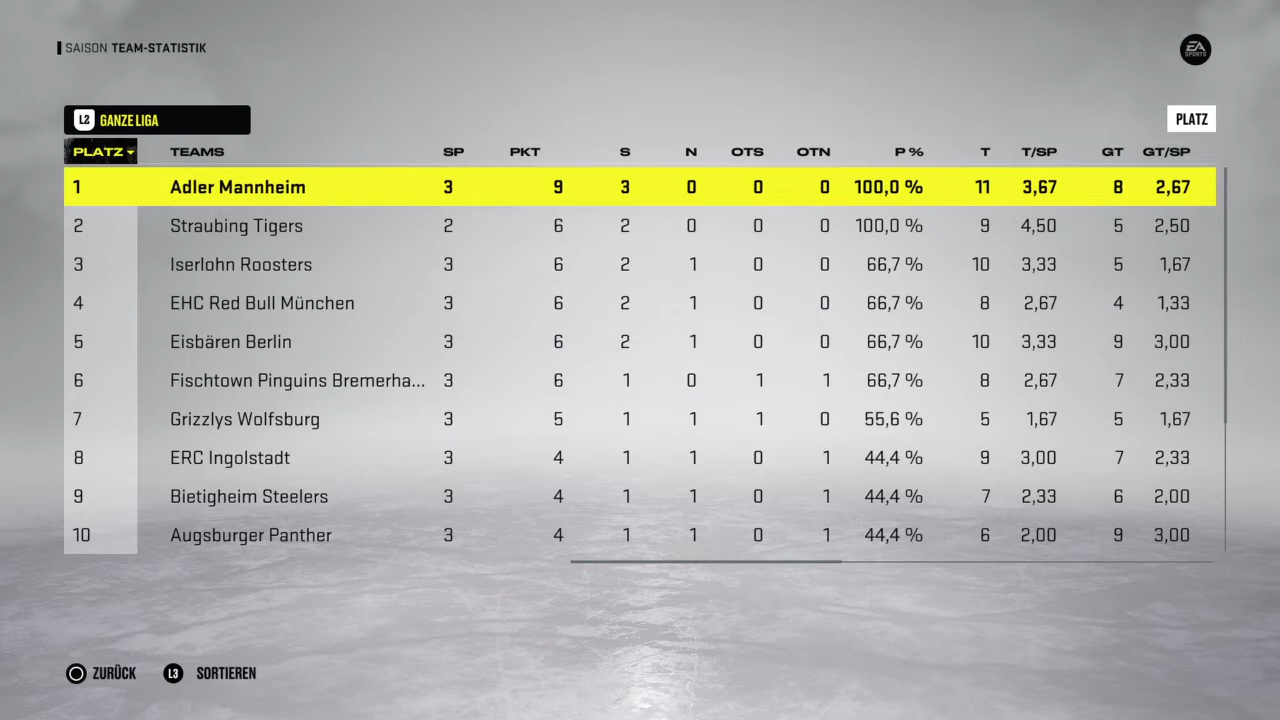 SAISON TEAM-STATISTIK
EA SPORTS
L2 GANZE LIGA
PLATZ
PLATZ TEAMS SP PKT S N OTS OTN P % T T/SP GT GT/SP
1 Adler Mannheim 3 9 3 0 0 0 100,0 % 11 3,67 8 2,67
2 Straubing Tigers 2 6 2 0 0 0 100,0 % 9 4,50 5 2,50
3 Iserlohn Roosters 3 6 2 1 0 0 66,7 % 10 3,33 5 1,67
4 EHC Red Bull München 3 6 2 1 0 0 66,7 % 8 2,67 4 1,33
5 Eisbären Berlin 3 6 2 1 0 0 66,7 % 10 3,33 9 3,00
6 Fischtown Pinguins Bremerha... 3 6 1 0 1 1 66,7 % 8 2,67 7 2,33
7 Grizzlys Wolfsburg 3 5 1 1 1 0 55,6 % 5 1,67 5 1,67
8 ERC Ingolstadt 3 4 1 1 0 1 44,4 % 9 3,00 7 2,33
9 Bietigheim Steelers 3 4 1 1 0 1 44,4 % 7 2,33 6 2,00
10 Augsburger Panther 3 4 1 1 0 1 44,4 % 6 2,00 9 3,00
ZURÜCK L3 SORTIEREN